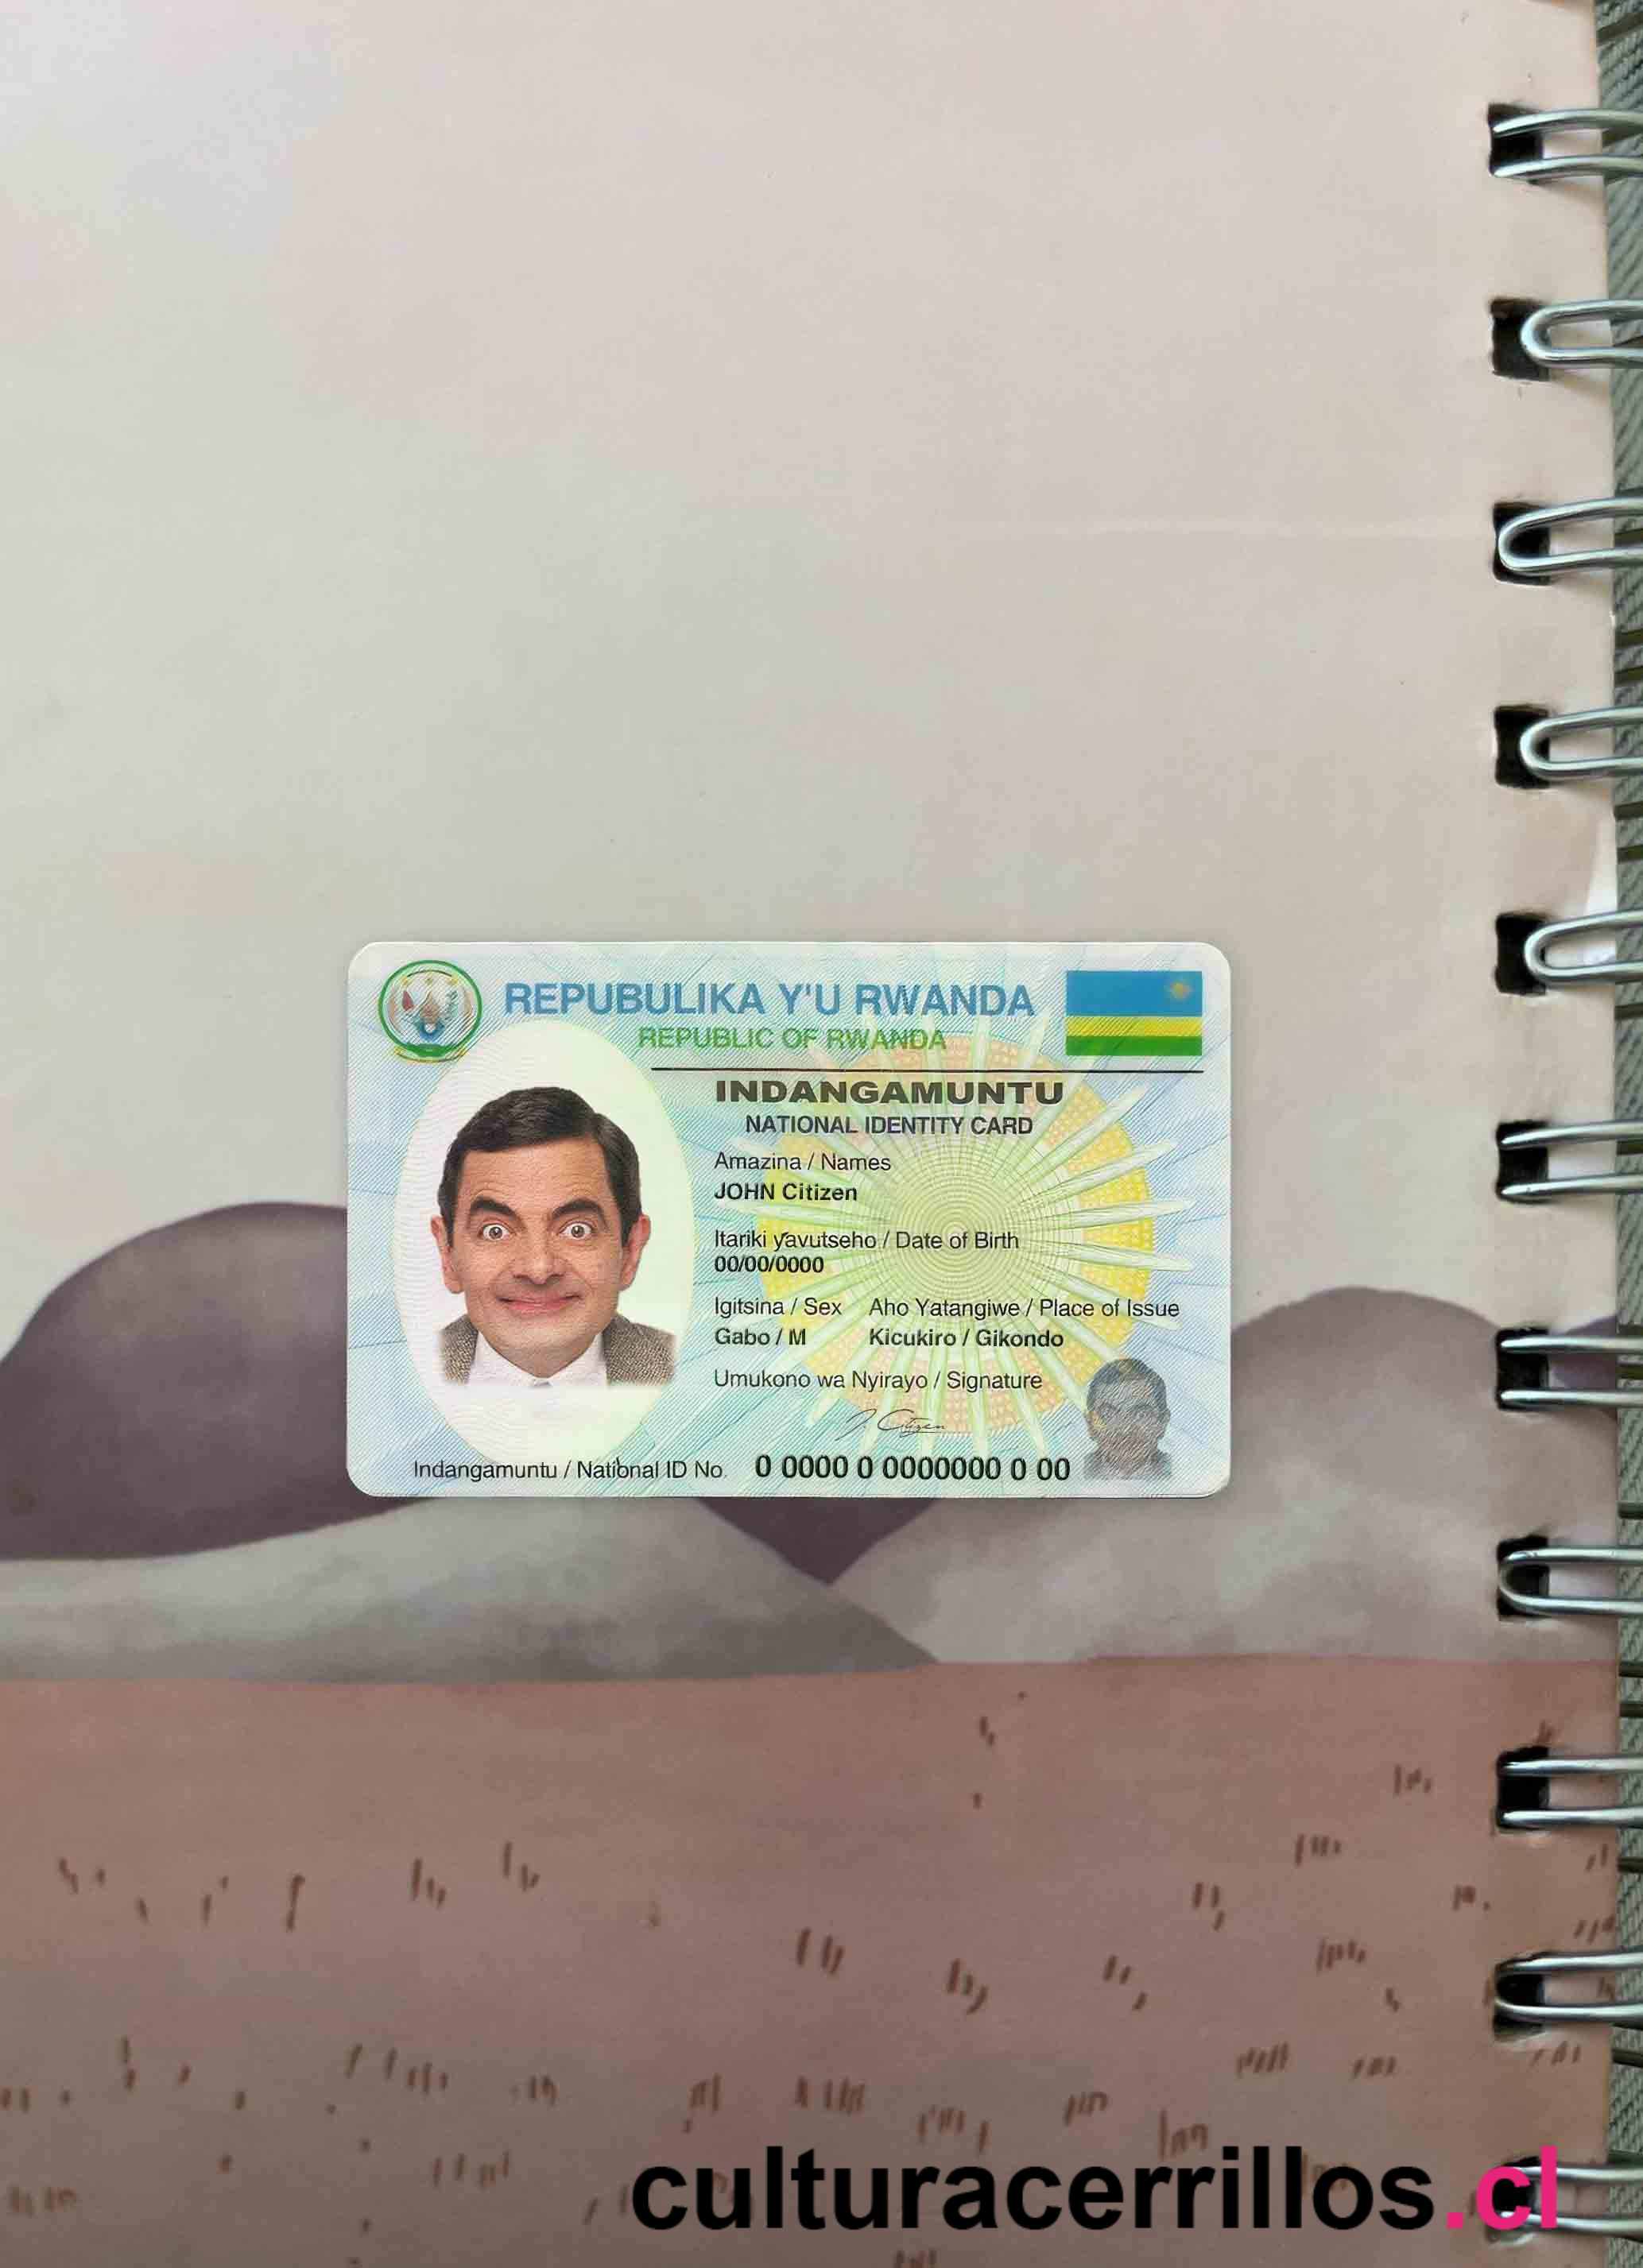 REPUBULIKA Y'U RWANDA
REPUBLIC OF RWANDA
INDANGAMUNTU
NATIONAL IDENTITY CARD
Amazina / Names
JOHN Citizen
Itariki y'avutseho / Date of Birth
00/00/0000
Igitsina / Sex Aho Yatangiwe / Place of Issue
Gabo / M Kicukiro / Gikondo
Umukono wa Nyirayo / Signature
J. Citizen
Indangamuntu / National ID No. 0 0000 0 0000000 0 00
culturacerrillos.cl